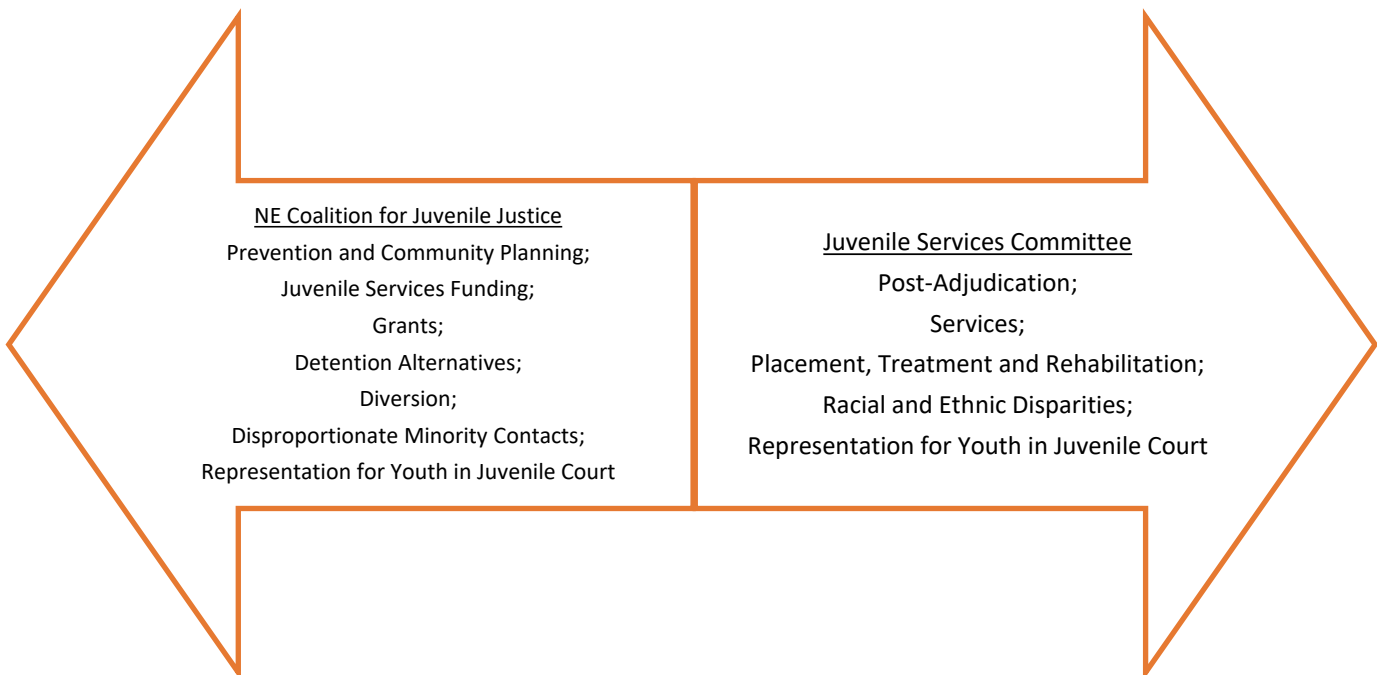 NE Coalition for Juvenile Justice
Prevention and Community Planning;
Juvenile Services Funding;
Grants;
Detention Alternatives;
Diversion;
Disproportionate Minority Contacts;
Representation for Youth in Juvenile Court
Juvenile Services Committee
Post-Adjudication;
Services;
Placement, Treatment and Rehabilitation;
Racial and Ethnic Disparities;
Representation for Youth in Juvenile Court